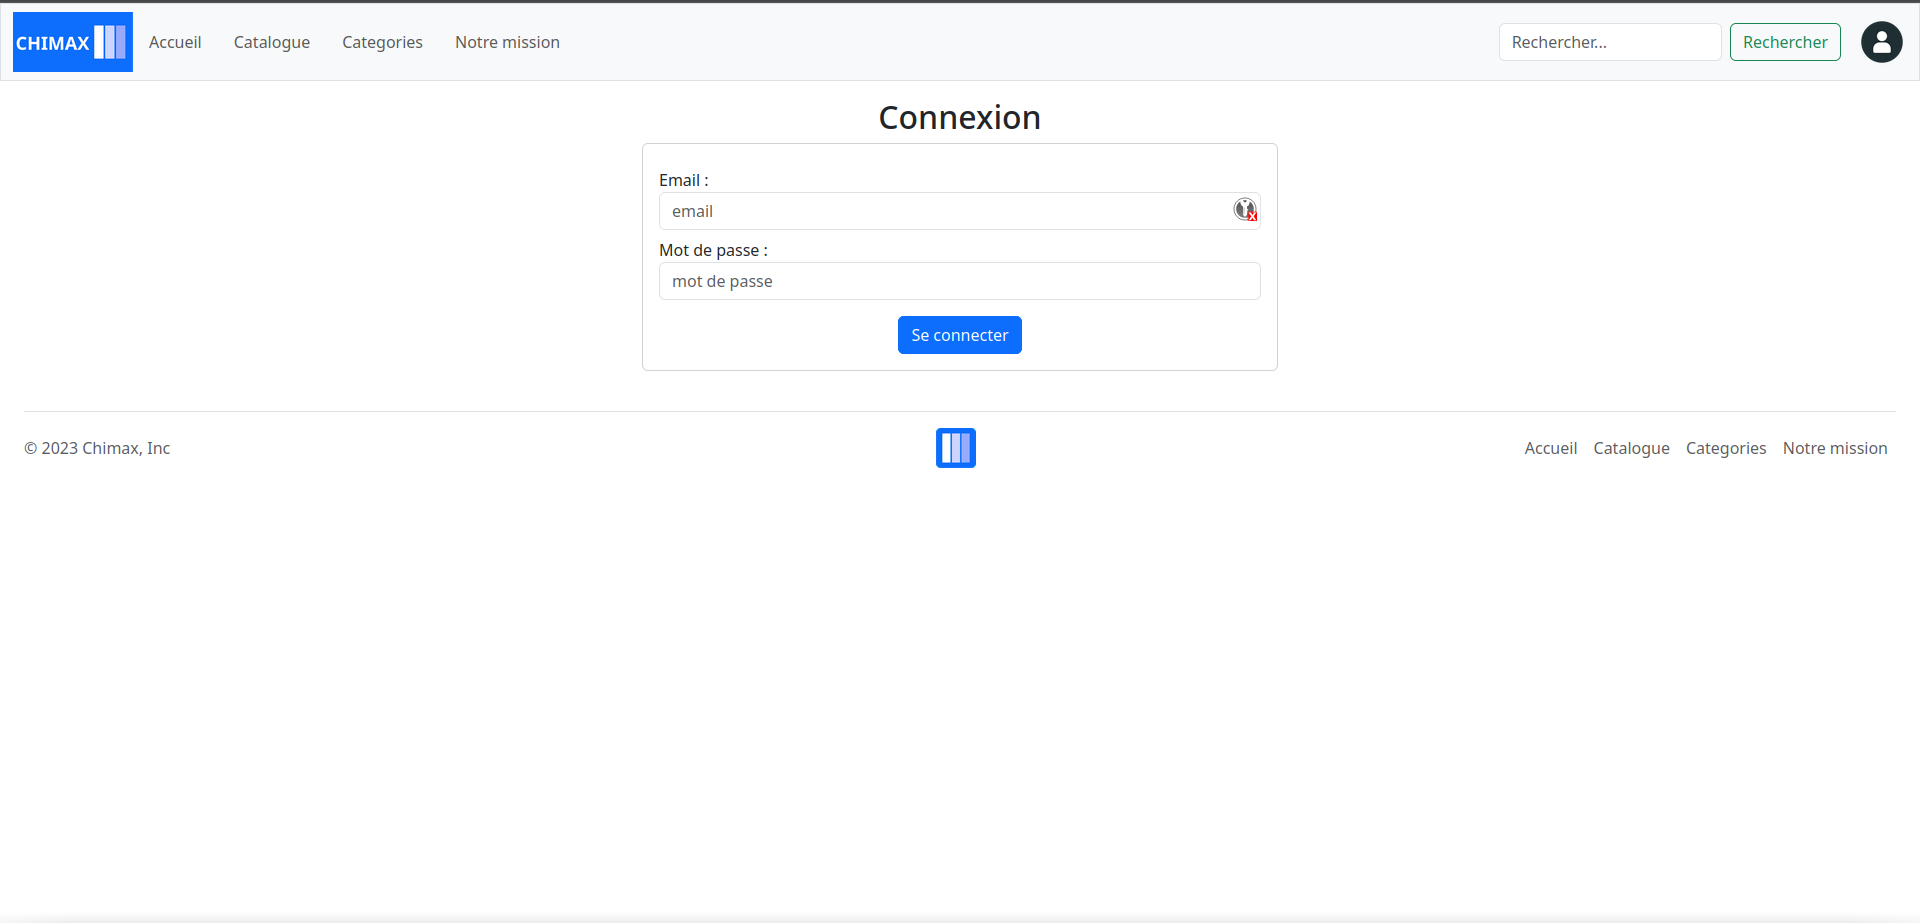 CHIMAX Accueil Catalogue Categories Notre mission Rechercher... Rechercher
Connexion
Email :
email
Mot de passe :
mot de passe
Se connecter
© 2023 Chimax, Inc Accueil Catalogue Categories Notre mission